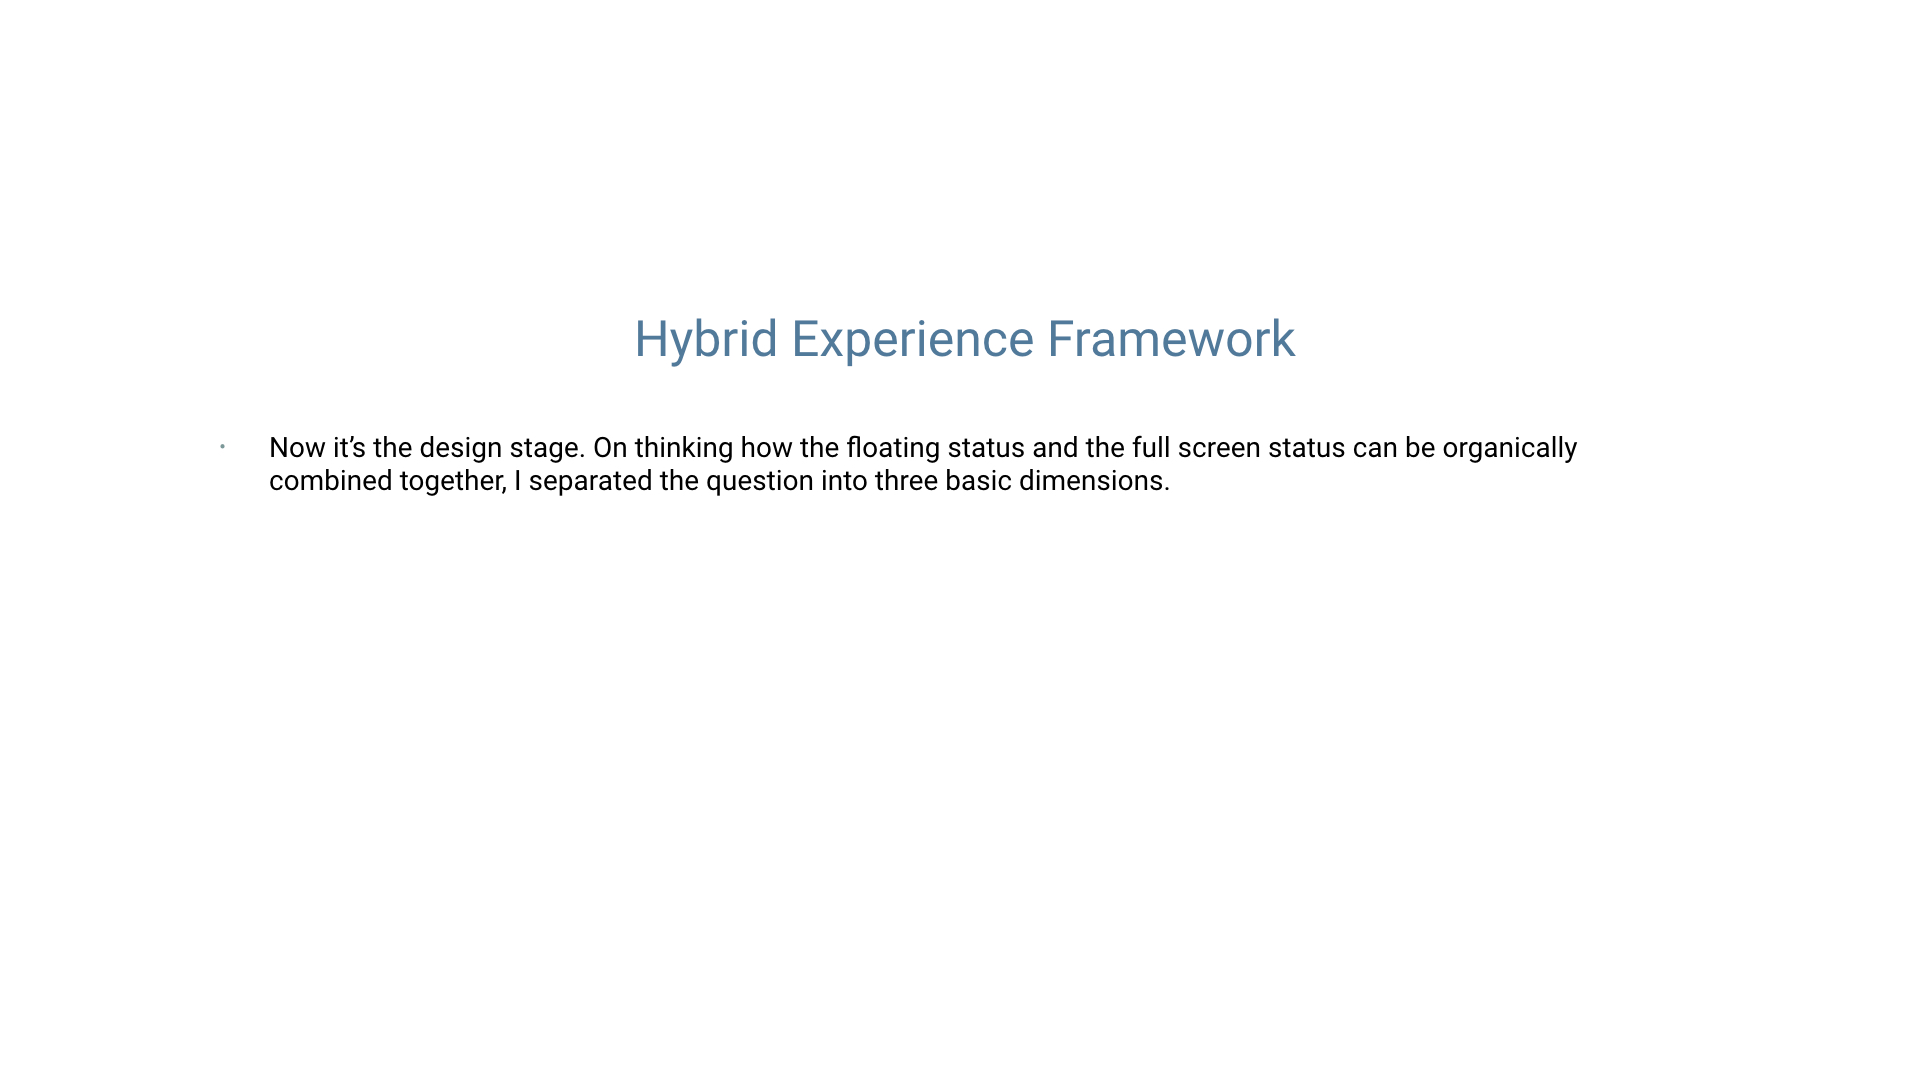 Hybrid Experience Framework
• Now it’s the design stage. On thinking how the floating status and the full screen status can be organically
combined together, I separated the question into three basic dimensions.